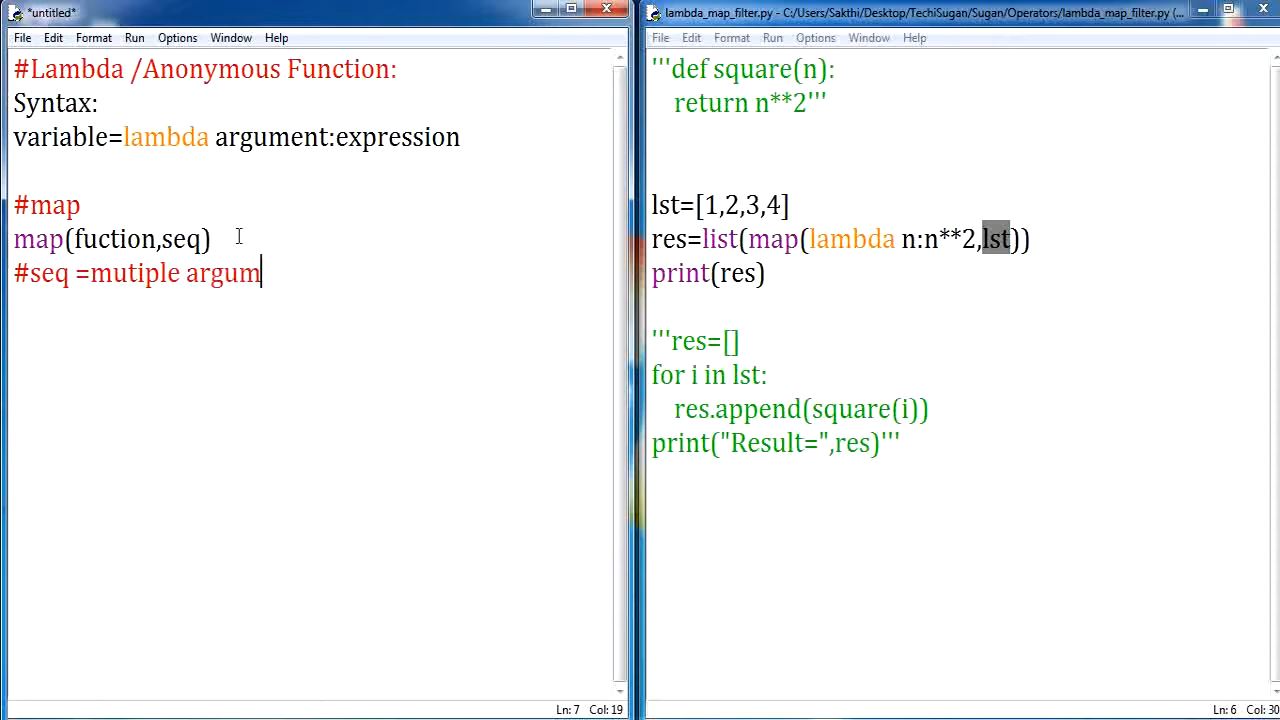 *untitled*
File Edit Format Run Options Window Help
#Lambda /Anonymous Function:
Syntax:
variable=lambda argument:expression
#map
map(fuction,seq)
#seq =mutiple argum
Ln: 7 Col: 19
lambda_map_filter.py - C:/Users/Sakthi/Desktop/TechiSugan/Sugan/Operators/lambda_map_filter.py (...
File Edit Format Run Options Window Help
'''def square(n):
    return n**2'''
lst=[1,2,3,4]
res=list(map(lambda n:n**2,lst))
print(res)
'''res=[]
for i in lst:
    res.append(square(i))
print("Result=",res)'''
Ln: 6 Col: 30